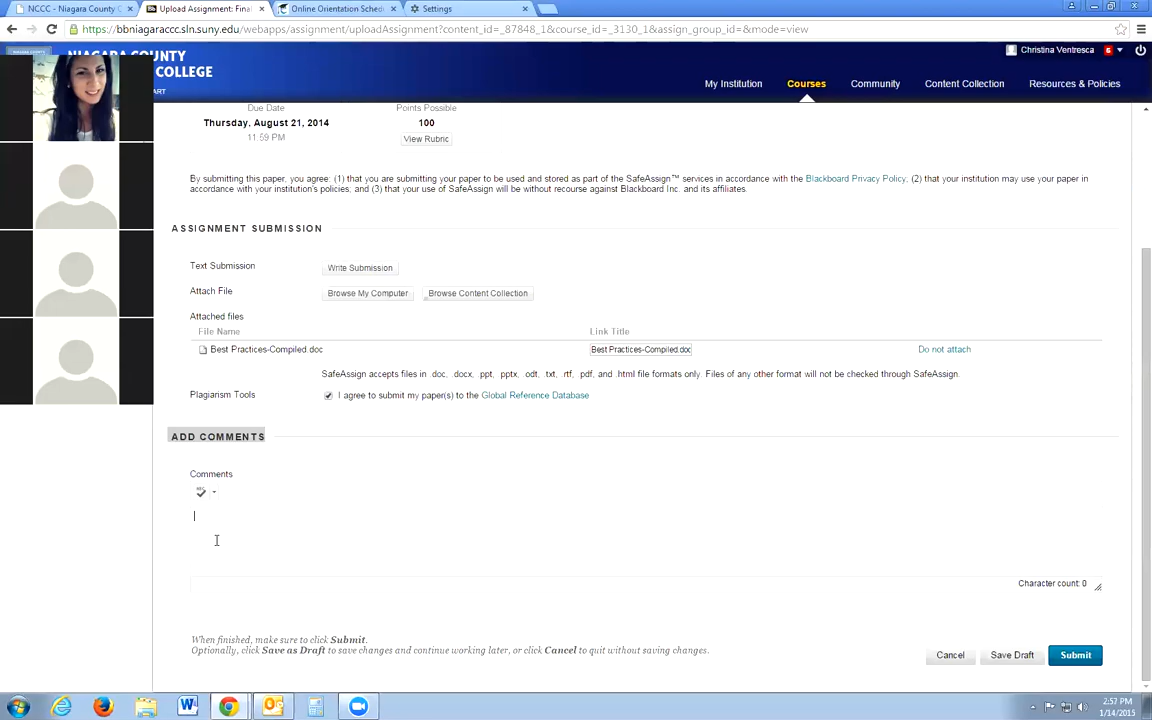 NCCC - Niagara County C
Upload Assignment: Final
Online Orientation Sched
Settings
https://bbniagaraccc.sln.suny.edu/webapps/assignment/uploadAssignment?content_id=_87848_1&course_id=_3130_1&assign_group_id=&mode=view
NIAGARA COUNTY
COLLEGE
ART
Christina Ventresca 6
My Institution
Courses
Community
Content Collection
Resources & Policies
Due Date
Thursday, August 21, 2014
11:59 PM
Points Possible
100
View Rubric
By submitting this paper, you agree: (1) that you are submitting your paper to be used and stored as part of the SafeAssign™ services in accordance with the Blackboard Privacy Policy; (2) that your institution may use your paper in
accordance with your institution's policies; and (3) that your use of SafeAssign will be without recourse against Blackboard Inc. and its affiliates.
ASSIGNMENT SUBMISSION
Text Submission
Write Submission
Attach File
Browse My Computer
Browse Content Collection
Attached files
File Name
Link Title
Best Practices-Compiled.doc
Best Practices-Compiled.doc
Do not attach
SafeAssign accepts files in .doc, .docx, .ppt, .pptx, .odt, .txt, .rtf, .pdf, and .html file formats only. Files of any other format will not be checked through SafeAssign.
Plagiarism Tools
I agree to submit my paper(s) to the Global Reference Database
ADD COMMENTS
Comments
ABC
Character count: 0
When finished, make sure to click Submit.
Optionally, click Save as Draft to save changes and continue working later, or click Cancel to quit without saving changes.
Cancel
Save Draft
Submit
2:57 PM
1/14/2015